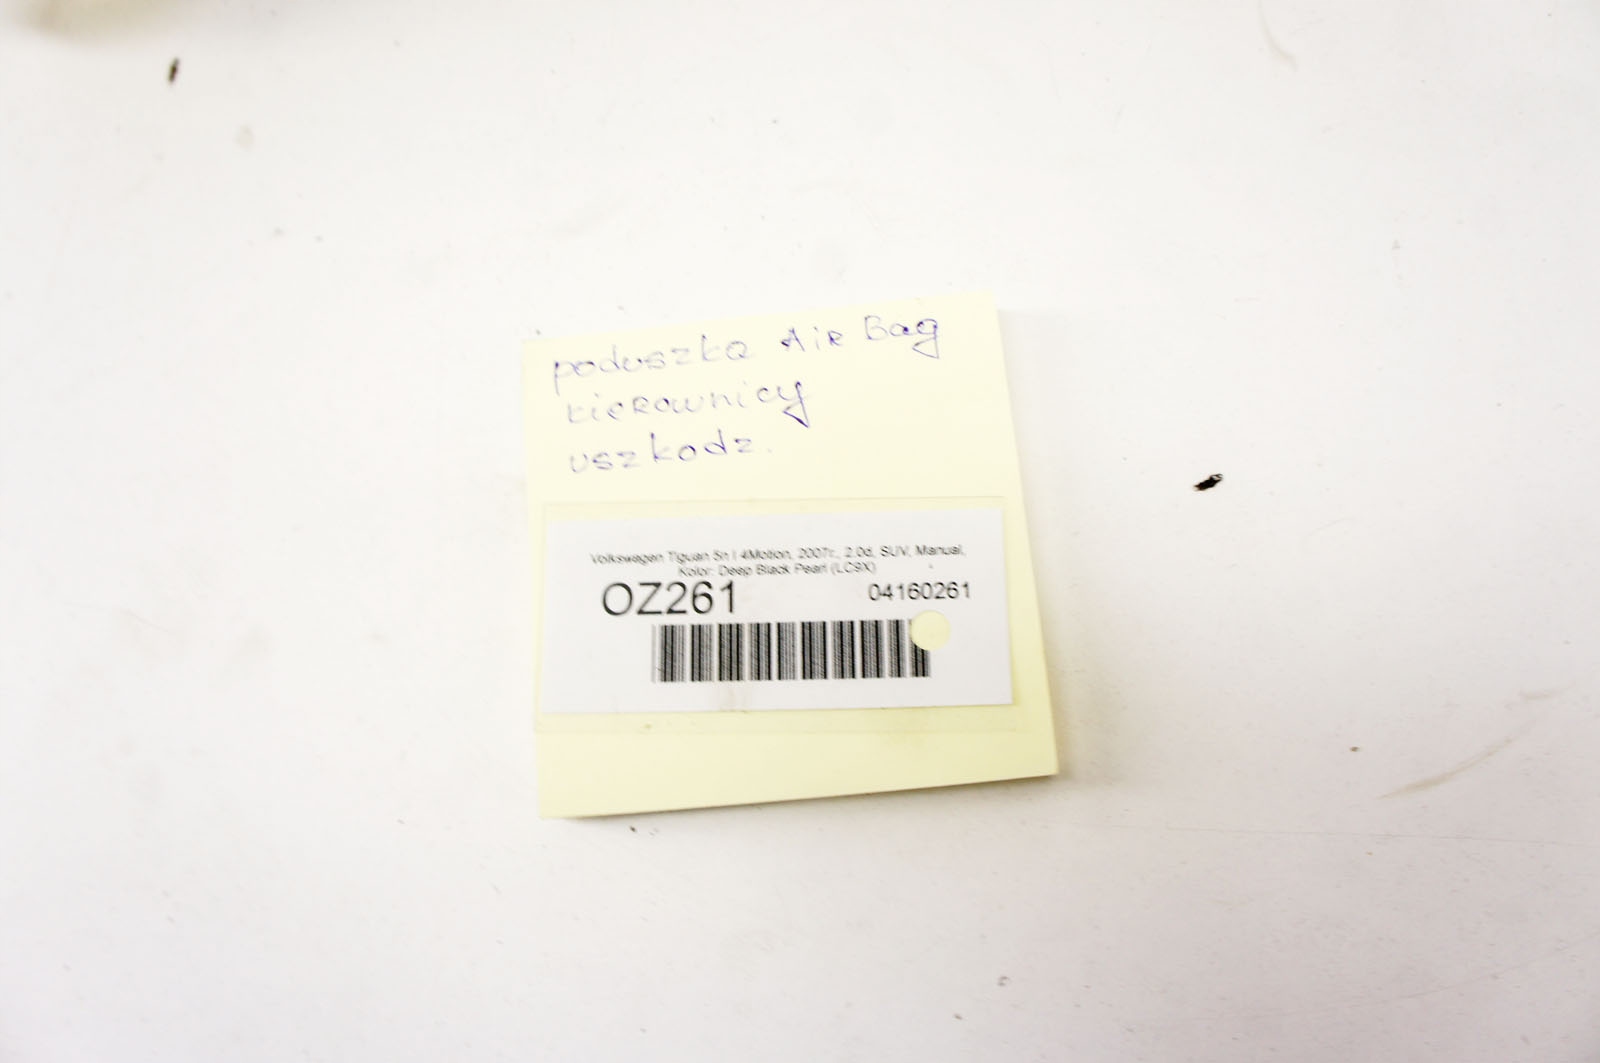 poduszka AiR Bag
kieRownicy
uszkodz.
Volkswagen Tiguan 5n I 4Motion, 2007r., 2.0d, SUV, Manual,
Kolor: Deep Black Pearl (LC9X)
OZ261 04160261